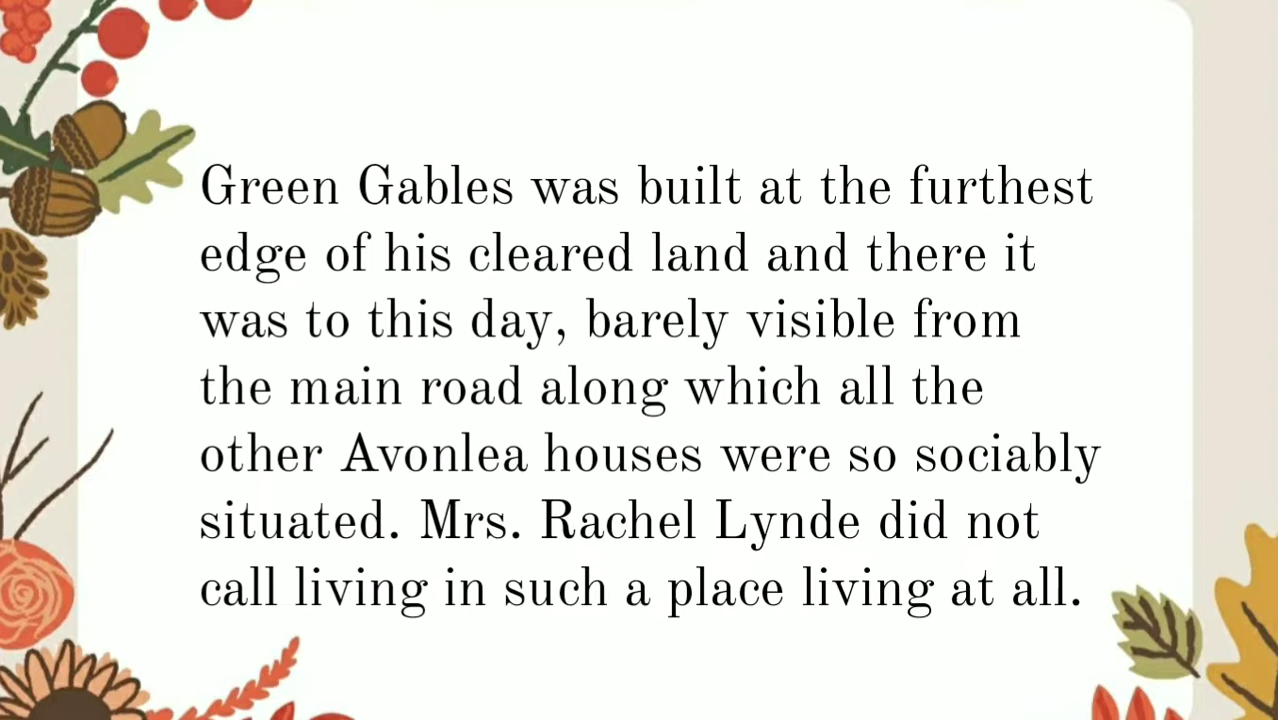 Green Gables was built at the furthest
edge of his cleared land and there it
was to this day, barely visible from
the main road along which all the
other Avonlea houses were so sociably
situated. Mrs. Rachel Lynde did not
call living in such a place living at all.